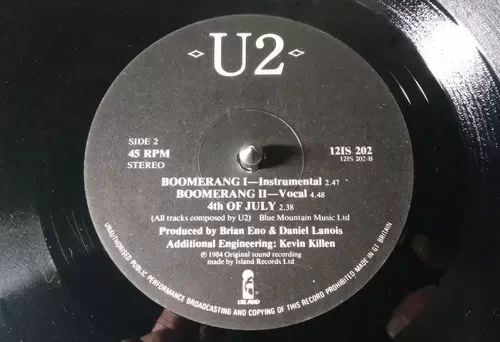 U2
SIDE 2
45 RPM
STEREO
12IS 202
12IS 202-B
BOOMERANG I—Instrumental 2.47
BOOMERANG II—Vocal 4.48
4th OF JULY 2.38
(All tracks composed by U2) Blue Mountain Music Ltd
Produced by Brian Eno & Daniel Lanois
Additional Engineering: Kevin Killen
℗ 1984 Original sound recording
made by Island Records Ltd
ISLAND
UNAUTHORISED PUBLIC PERFORMANCE BROADCASTING AND COPYING OF THIS RECORD PROHIBITED MADE IN GT BRITAIN